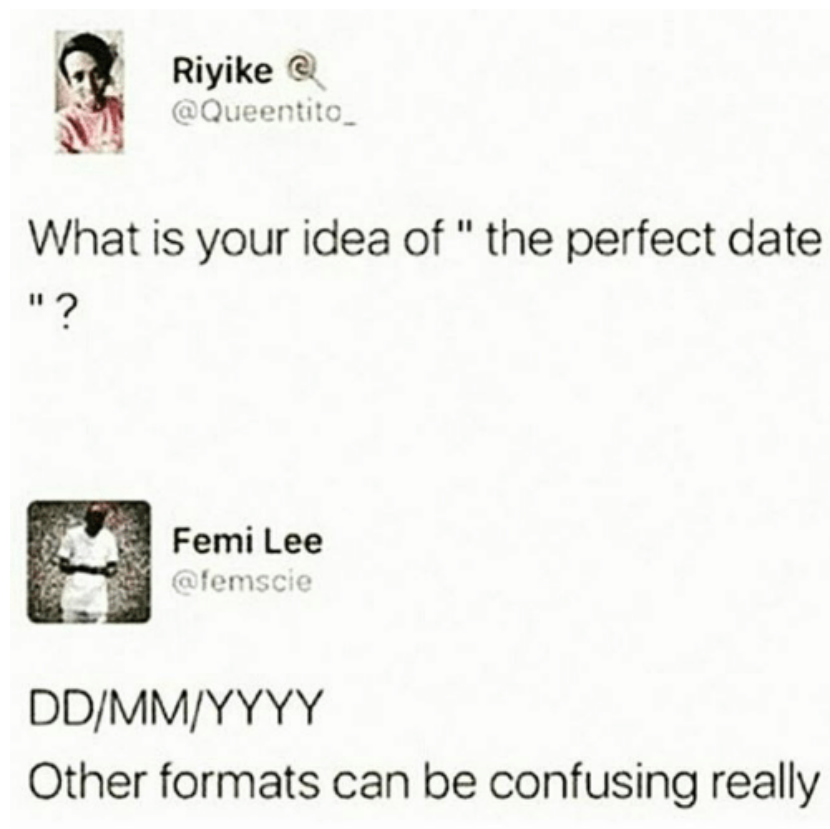 Riyike
@Queentito_
What is your idea of " the perfect date
" ?
Femi Lee
@femscie
DD/MM/YYYY
Other formats can be confusing really